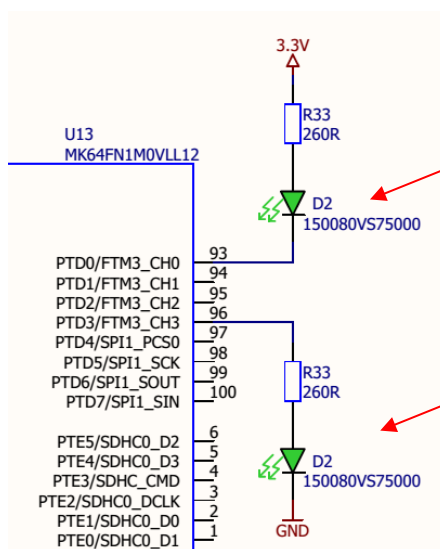 3.3V
R33
260R
U13
MK64FN1M0VLL12
D2
150080VS75000
PTD0/FTM3_CH0 93
PTD1/FTM3_CH1 94
PTD2/FTM3_CH2 95
PTD3/FTM3_CH3 96
PTD4/SPI1_PCS0 97
PTD5/SPI1_SCK 98
PTD6/SPI1_SOUT 99
PTD7/SPI1_SIN 100
R33
260R
PTE5/SDHC0_D2 6
PTE4/SDHC0_D3 5
PTE3/SDHC_CMD 4
PTE2/SDHC0_DCLK 3
PTE1/SDHC0_D0 2
PTE0/SDHC0_D1 1
D2
150080VS75000
GND